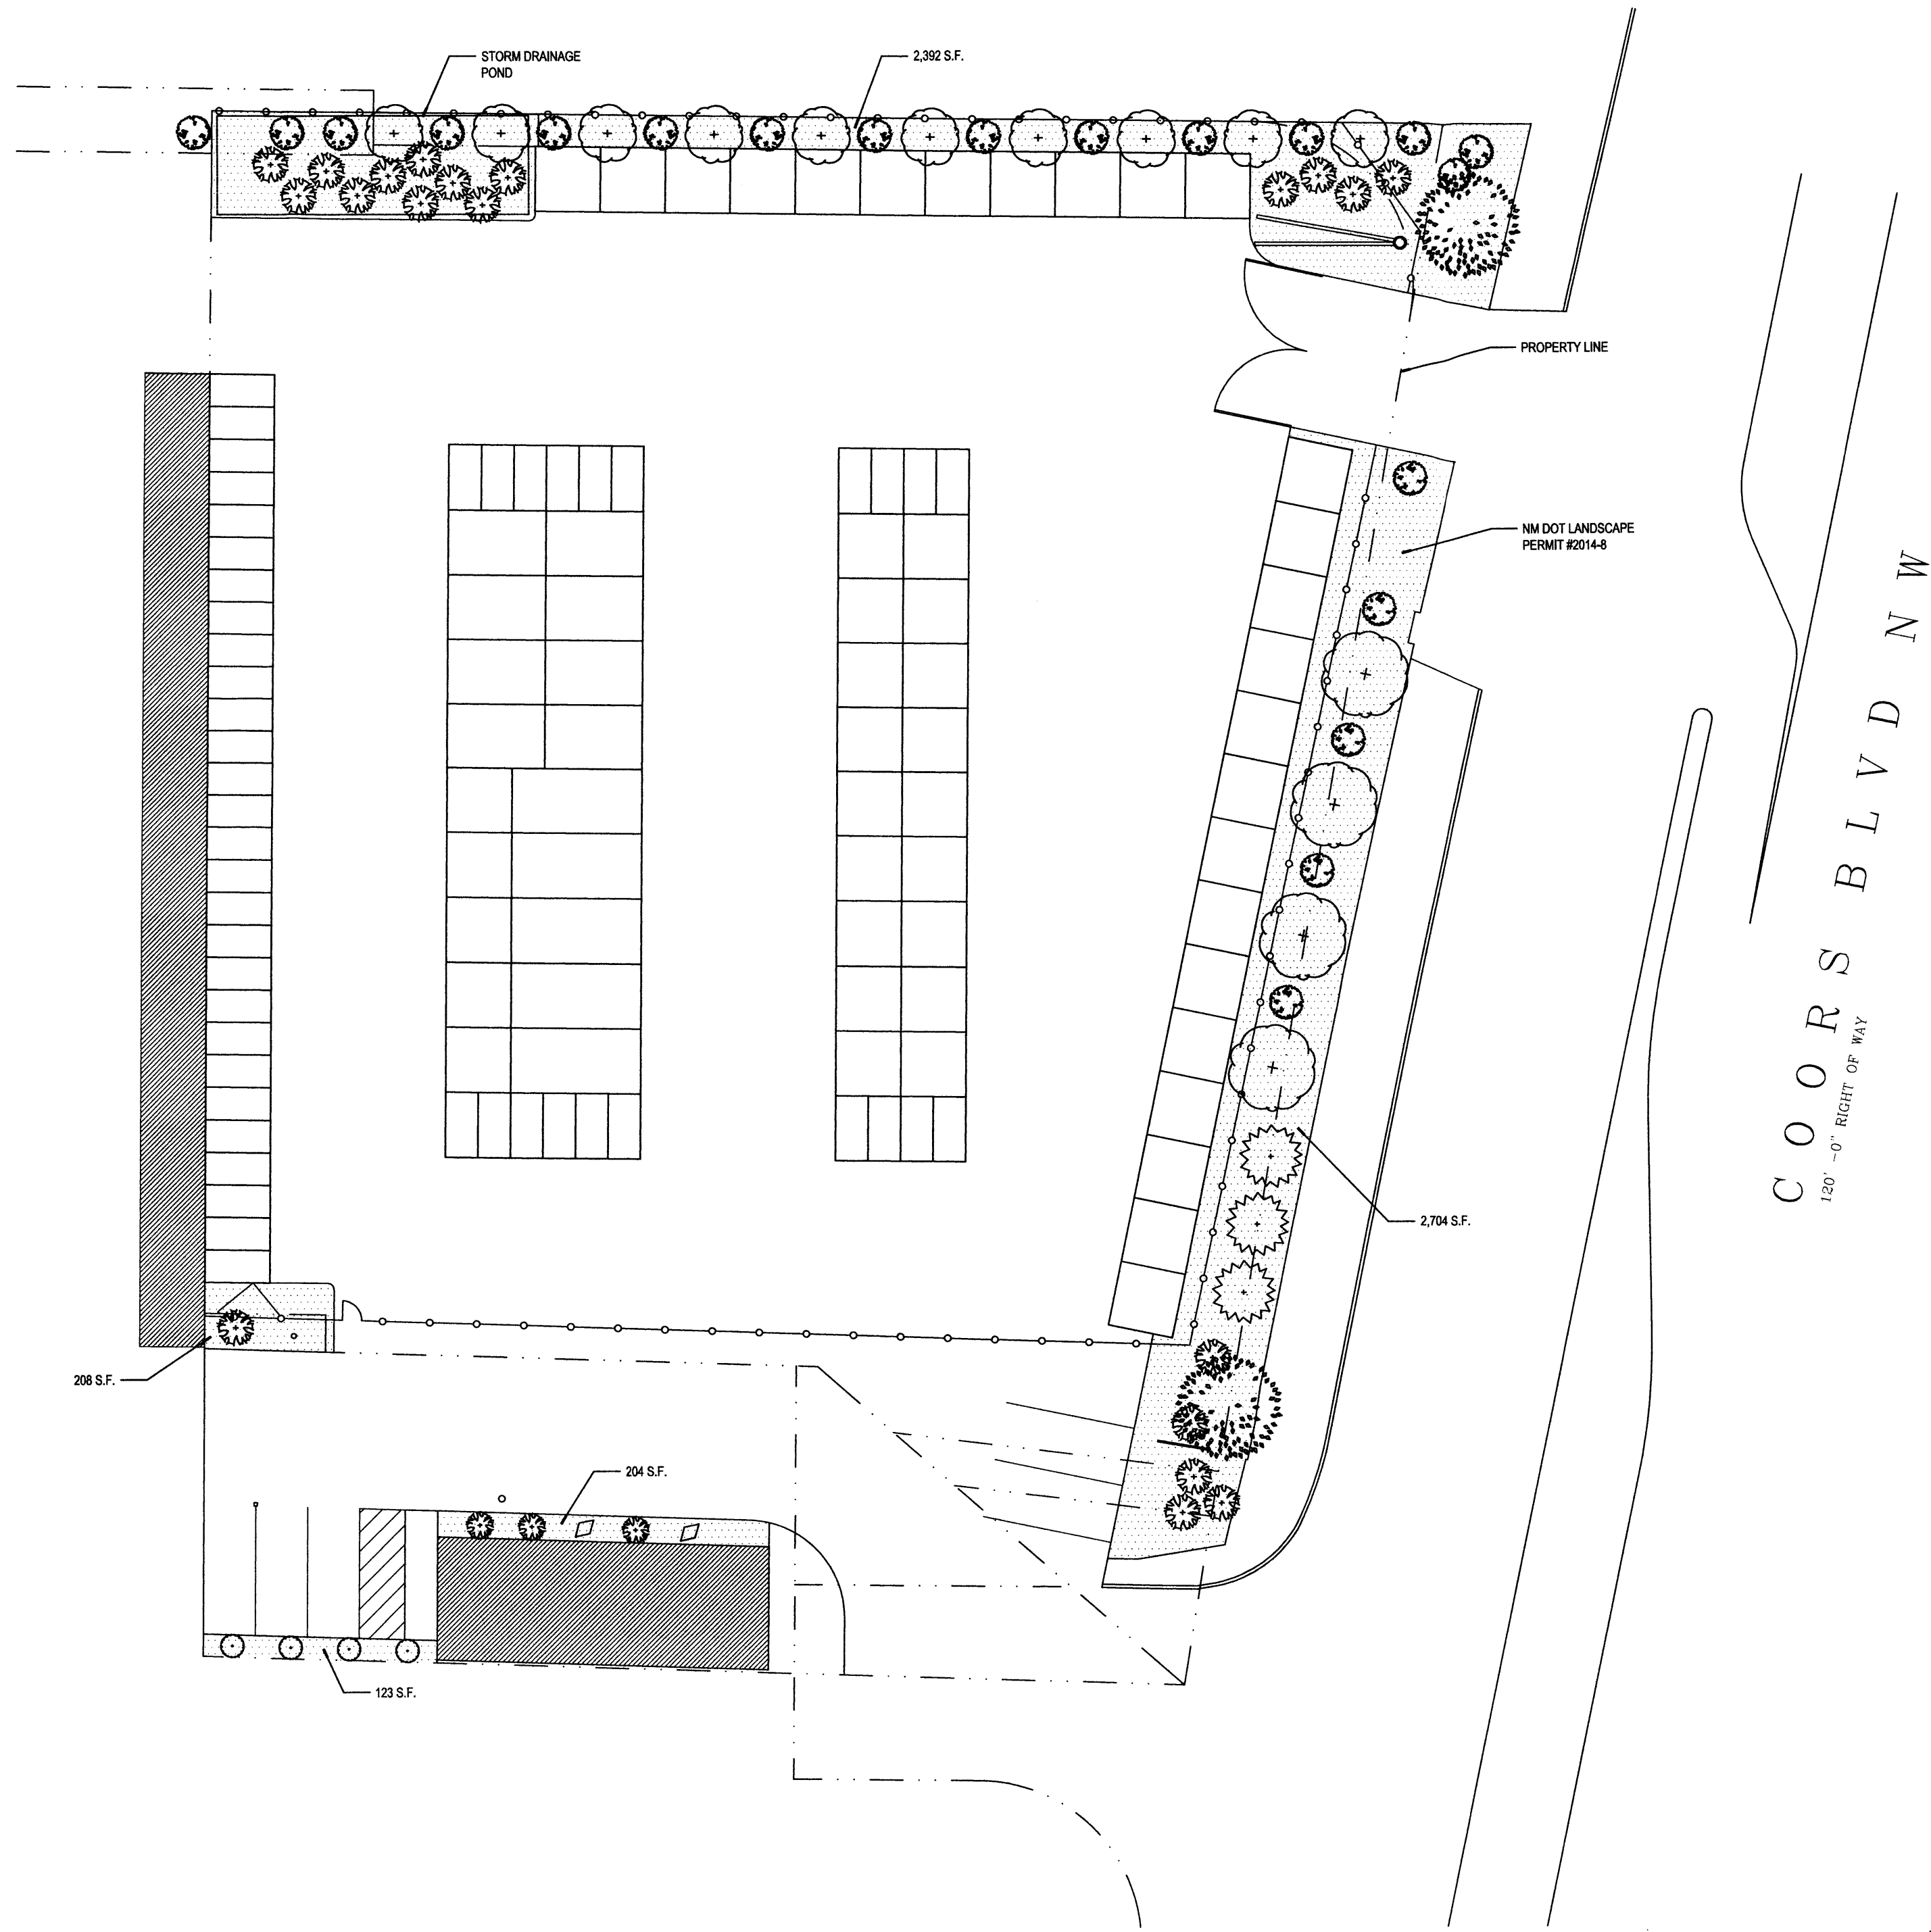 STORM DRAINAGE
POND
2,392 S.F.
PROPERTY LINE
NM DOT LANDSCAPE
PERMIT #2014-8
COORS BLVD NW
120' -0" RIGHT OF WAY
2,704 S.F.
208 S.F.
204 S.F.
123 S.F.